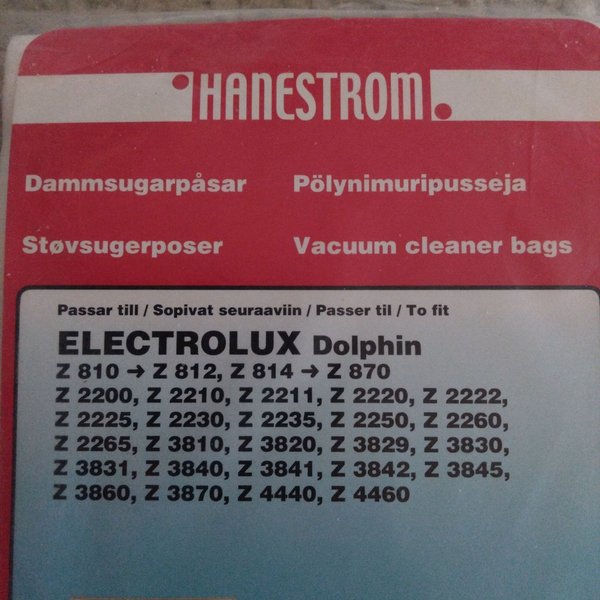 HANESTROM
Dammsugarpåsar Pölynimuripusseja
Støvsugerposer Vacuum cleaner bags
Passar till / Sopivat seuraaviin / Passer til / To fit
ELECTROLUX Dolphin
Z 810 → Z 812, Z 814 → Z 870
Z 2200, Z 2210, Z 2211, Z 2220, Z 2222,
Z 2225, Z 2230, Z 2235, Z 2250, Z 2260,
Z 2265, Z 3810, Z 3820, Z 3829, Z 3830,
Z 3831, Z 3840, Z 3841, Z 3842, Z 3845,
Z 3860, Z 3870, Z 4440, Z 4460